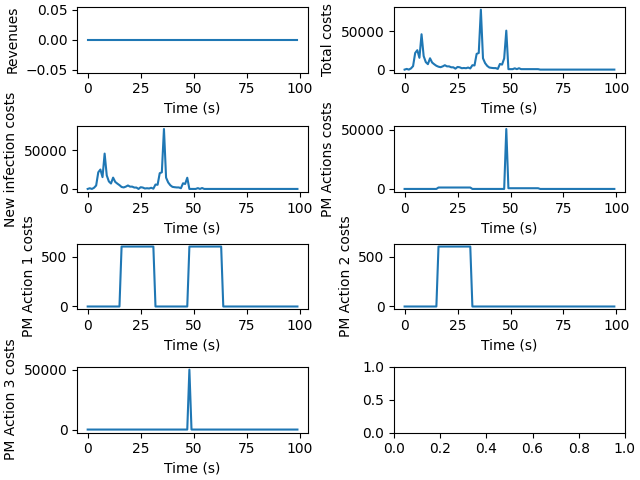 Revenues
0.05
0.00
−0.05
0 25 50 75 100
Time (s)
Total costs
50000
0
0 25 50 75 100
Time (s)
New infection costs
50000
0
0 25 50 75 100
Time (s)
PM Actions costs
50000
0
0 25 50 75 100
Time (s)
PM Action 1 costs
500
0
0 25 50 75 100
Time (s)
PM Action 2 costs
500
0
0 25 50 75 100
Time (s)
PM Action 3 costs
50000
0
0 25 50 75 100
Time (s)
1.0
0.5
0.0
0.0 0.2 0.4 0.6 0.8 1.0